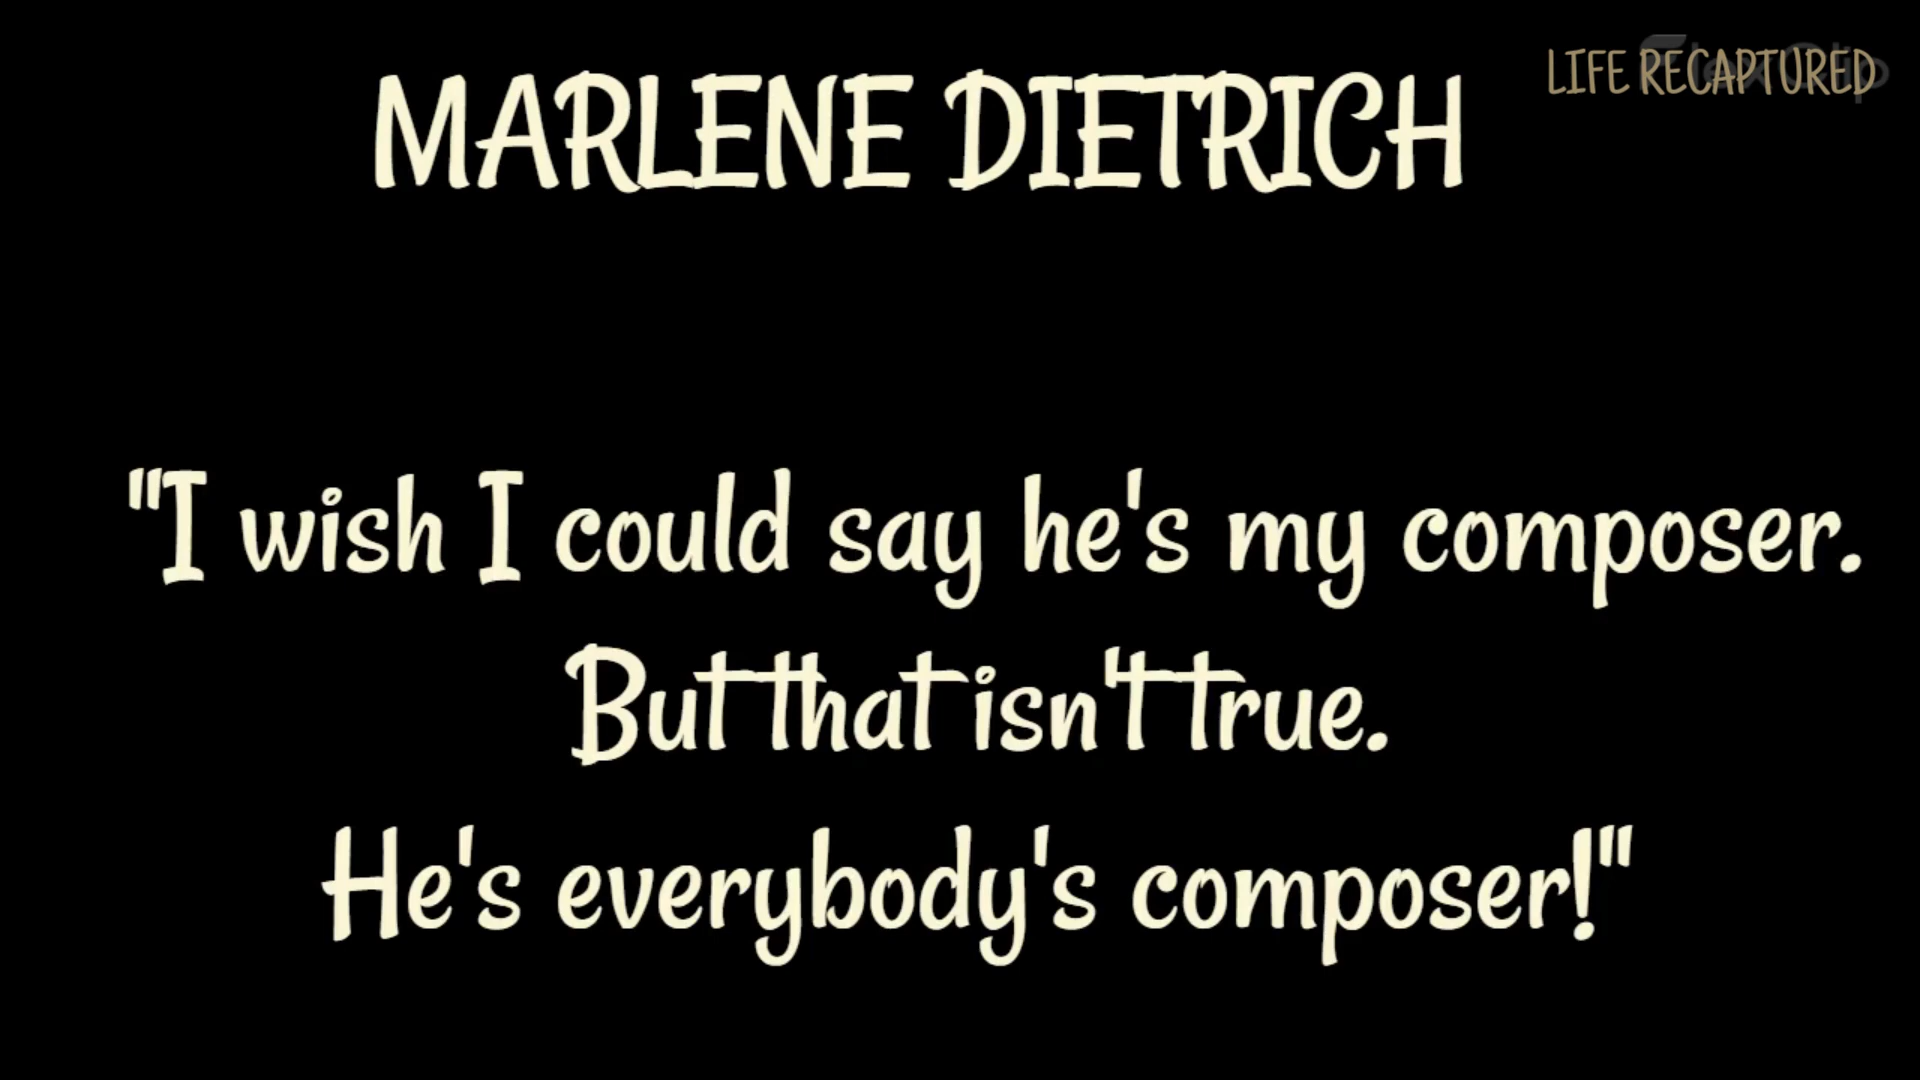 LIFE RECAPTURED
MARLENE DIETRICH
"I wish I could say he's my composer.
But that isn't true.
He's everybody's composer!"